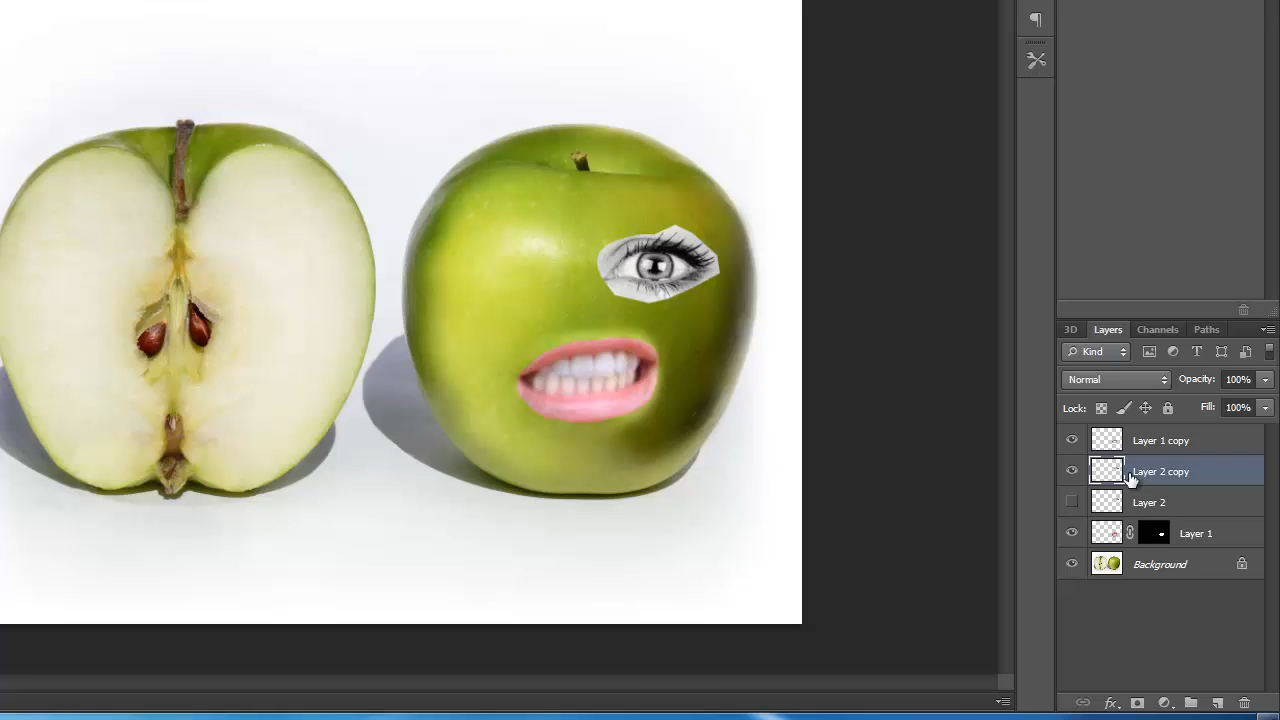 3D Layers Channels Paths
Kind
Normal Opacity: 100%
Lock: Fill: 100%
Layer 1 copy
Layer 2 copy
Layer 2
Layer 1
Background
fx